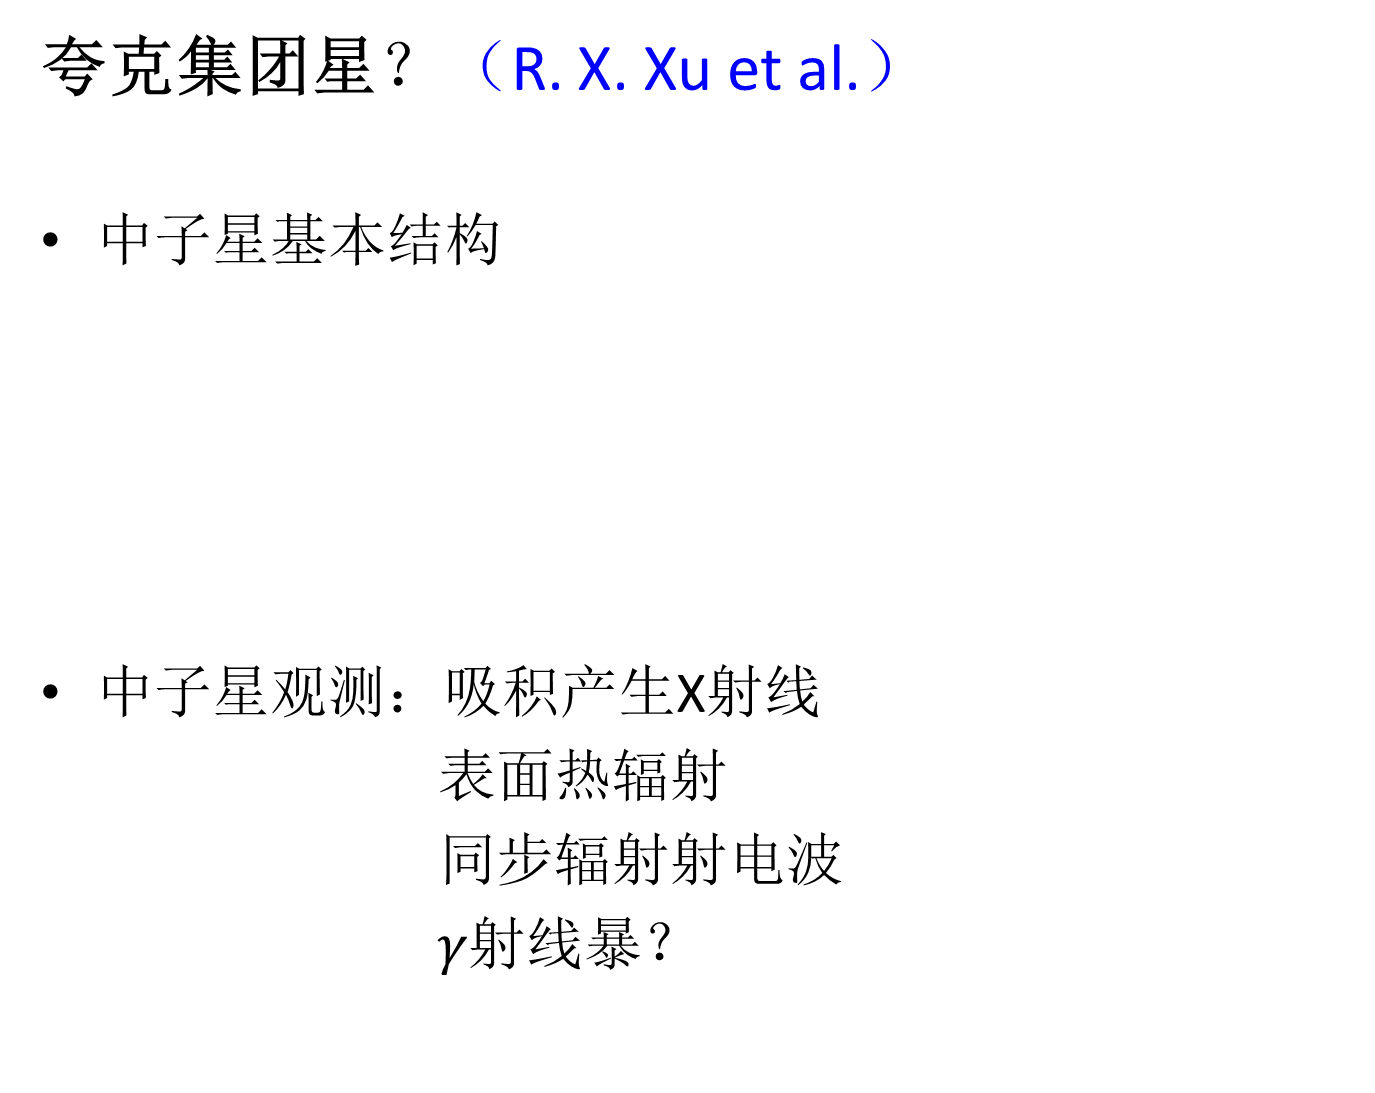 夸克集团星？（R. X. Xu et al.）
• 中子星基本结构
• 中子星观测：吸积产生X射线
表面热辐射
同步辐射射电波
γ射线暴？